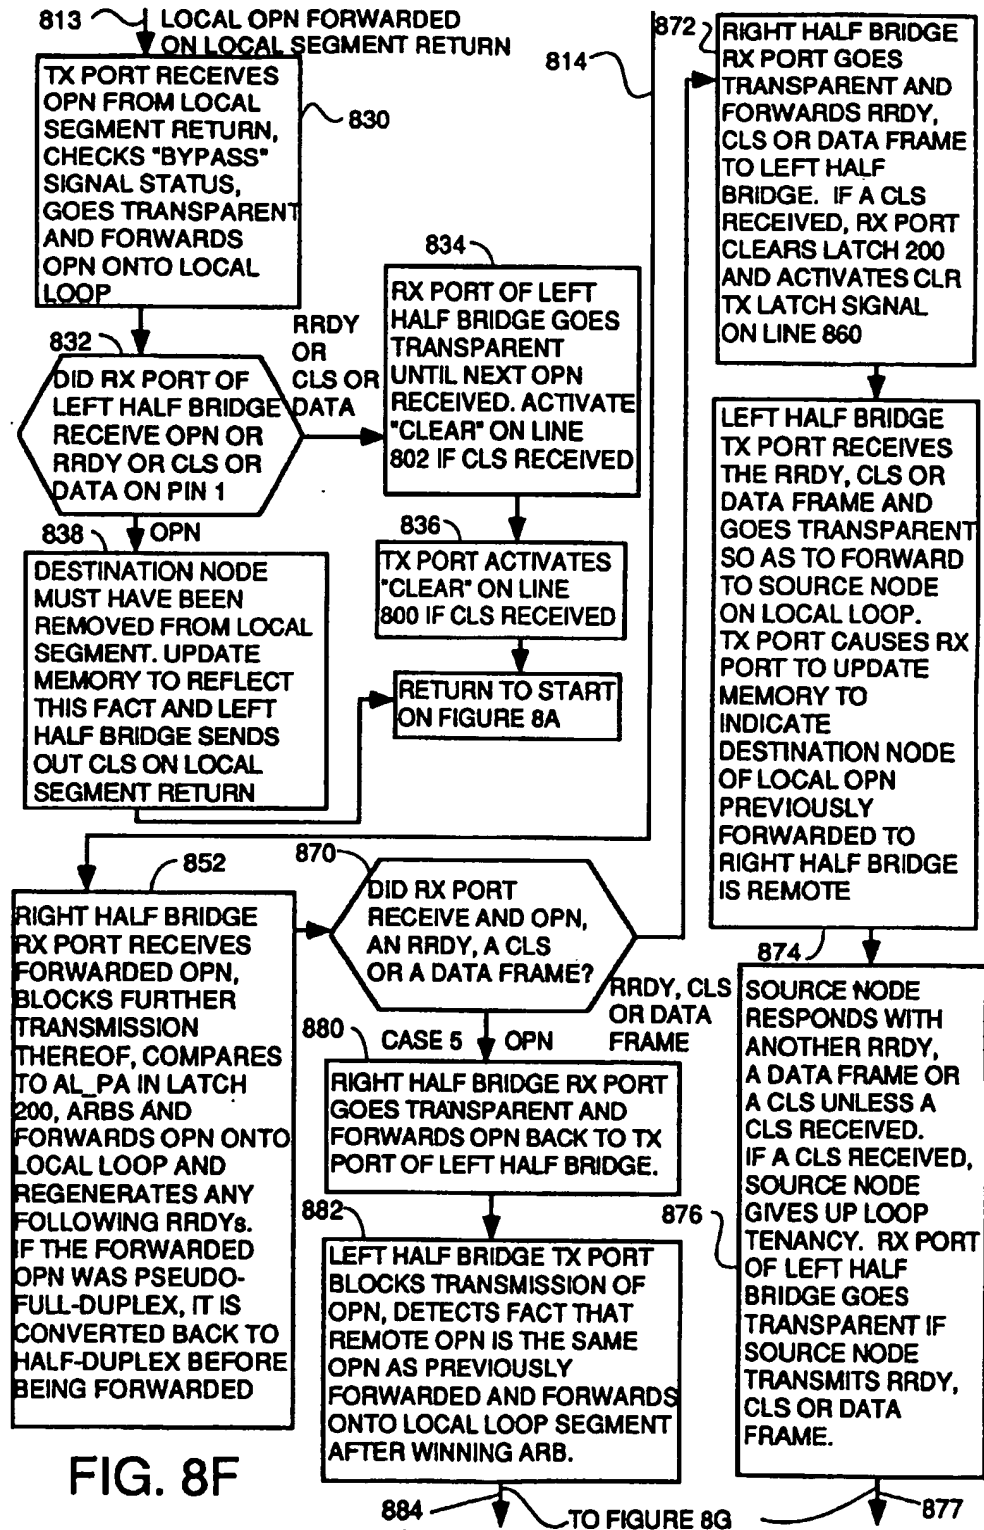 813
LOCAL OPN FORWARDED
ON LOCAL SEGMENT RETURN
TX PORT RECEIVES
OPN FROM LOCAL
SEGMENT RETURN,
CHECKS "BYPASS"
SIGNAL STATUS,
GOES TRANSPARENT
AND FORWARDS
OPN ONTO LOCAL
LOOP
830
832
DID RX PORT OF
LEFT HALF BRIDGE
RECEIVE OPN OR
RRDY OR CLS OR
DATA ON PIN 1
RRDY
OR
CLS OR
DATA
OPN
834
RX PORT OF LEFT
HALF BRIDGE GOES
TRANSPARENT
UNTIL NEXT OPN
RECEIVED. ACTIVATE
"CLEAR" ON LINE
802 IF CLS RECEIVED
836
TX PORT ACTIVATES
"CLEAR" ON LINE
800 IF CLS RECEIVED
RETURN TO START
ON FIGURE 8A
838
DESTINATION NODE
MUST HAVE BEEN
REMOVED FROM LOCAL
SEGMENT. UPDATE
MEMORY TO REFLECT
THIS FACT AND LEFT
HALF BRIDGE SENDS
OUT CLS ON LOCAL
SEGMENT RETURN
814
852
RIGHT HALF BRIDGE
RX PORT RECEIVES
FORWARDED OPN,
BLOCKS FURTHER
TRANSMISSION
THEREOF, COMPARES
TO AL_PA IN LATCH
200, ARBS AND
FORWARDS OPN ONTO
LOCAL LOOP AND
REGENERATES ANY
FOLLOWING RRDYs.
IF THE FORWARDED
OPN WAS PSEUDO-
FULL-DUPLEX, IT IS
CONVERTED BACK TO
HALF-DUPLEX BEFORE
BEING FORWARDED
870
DID RX PORT
RECEIVE AND OPN,
AN RRDY, A CLS
OR A DATA FRAME?
RRDY, CLS
OR DATA
FRAME
CASE 5
OPN
880
RIGHT HALF BRIDGE RX PORT
GOES TRANSPARENT AND
FORWARDS OPN BACK TO TX
PORT OF LEFT HALF BRIDGE.
882
LEFT HALF BRIDGE TX PORT
BLOCKS TRANSMISSION OF
OPN, DETECTS FACT THAT
REMOTE OPN IS THE SAME
OPN AS PREVIOUSLY
FORWARDED AND FORWARDS
ONTO LOCAL LOOP SEGMENT
AFTER WINNING ARB.
872
RIGHT HALF BRIDGE
RX PORT GOES
TRANSPARENT AND
FORWARDS RRDY,
CLS OR DATA FRAME
TO LEFT HALF
BRIDGE. IF A CLS
RECEIVED, RX PORT
CLEARS LATCH 200
AND ACTIVATES CLR
TX LATCH SIGNAL
ON LINE 860
LEFT HALF BRIDGE
TX PORT RECEIVES
THE RRDY, CLS OR
DATA FRAME AND
GOES TRANSPARENT
SO AS TO FORWARD
TO SOURCE NODE
ON LOCAL LOOP.
TX PORT CAUSES RX
PORT TO UPDATE
MEMORY TO
INDICATE
DESTINATION NODE
OF LOCAL OPN
PREVIOUSLY
FORWARDED TO
RIGHT HALF BRIDGE
IS REMOTE
874
SOURCE NODE
RESPONDS WITH
ANOTHER RRDY,
A DATA FRAME OR
A CLS UNLESS A
CLS RECEIVED.
IF A CLS RECEIVED,
SOURCE NODE
GIVES UP LOOP
TENANCY. RX PORT
OF LEFT HALF
BRIDGE GOES
TRANSPARENT IF
SOURCE NODE
TRANSMITS RRDY,
CLS OR DATA
FRAME.
876
FIG. 8F
884
TO FIGURE 8G
877